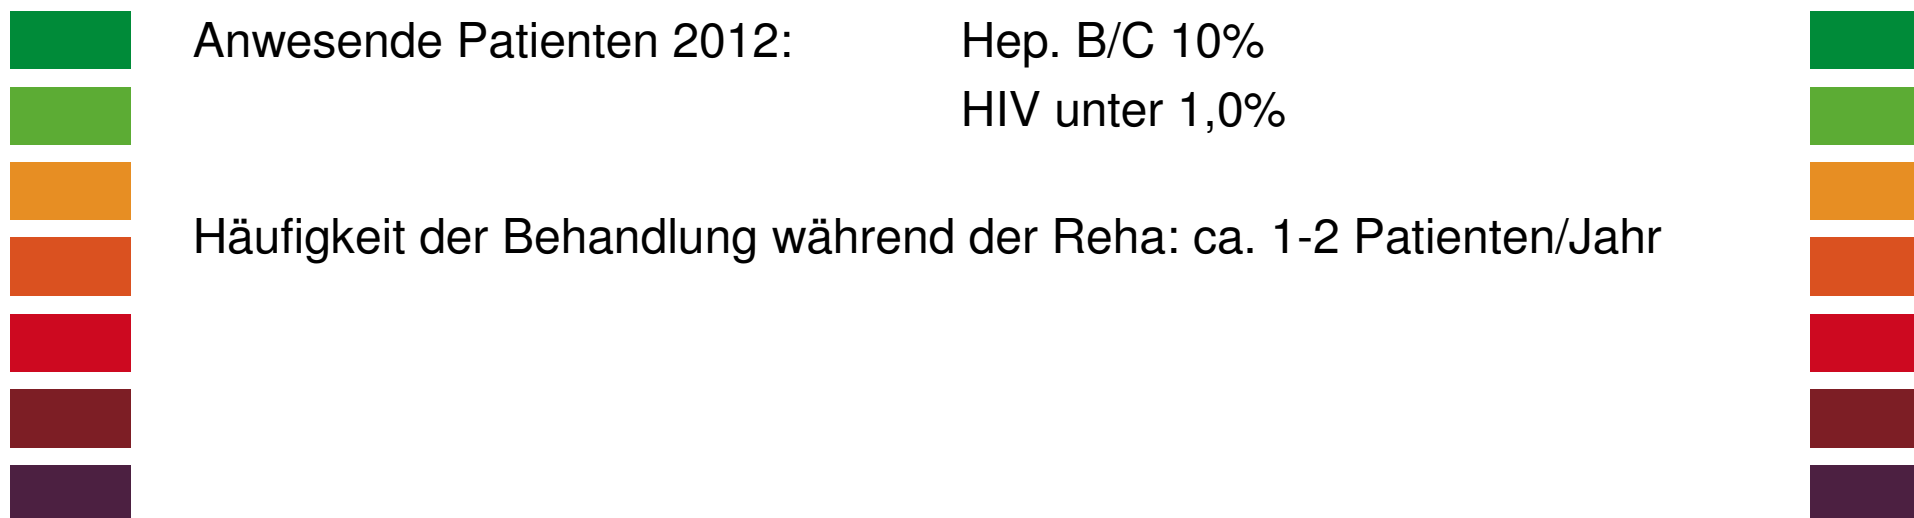 Anwesende Patienten 2012: Hep. B/C 10%
HIV unter 1,0%
Häufigkeit der Behandlung während der Reha: ca. 1-2 Patienten/Jahr